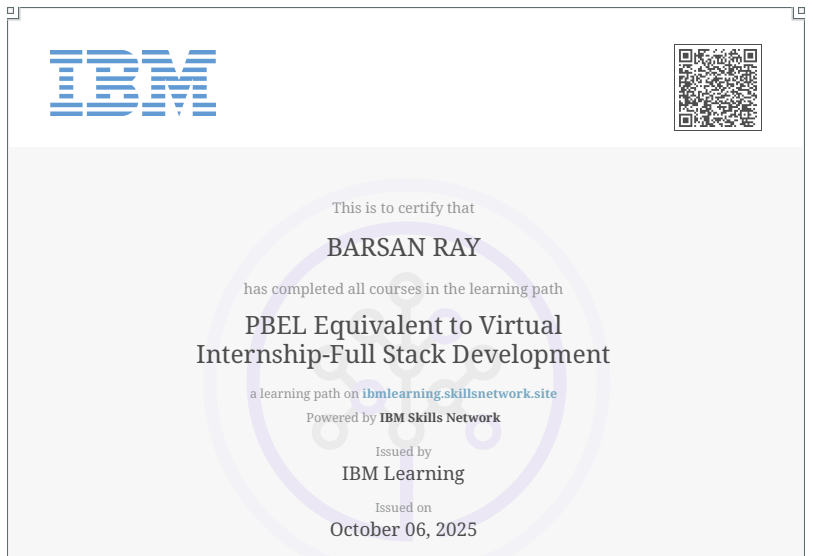 IBM
This is to certify that
BARSAN RAY
has completed all courses in the learning path
PBEL Equivalent to Virtual
Internship-Full Stack Development
a learning path on ibmlearning.skillsnetwork.site
Powered by IBM Skills Network
Issued by
IBM Learning
Issued on
October 06, 2025